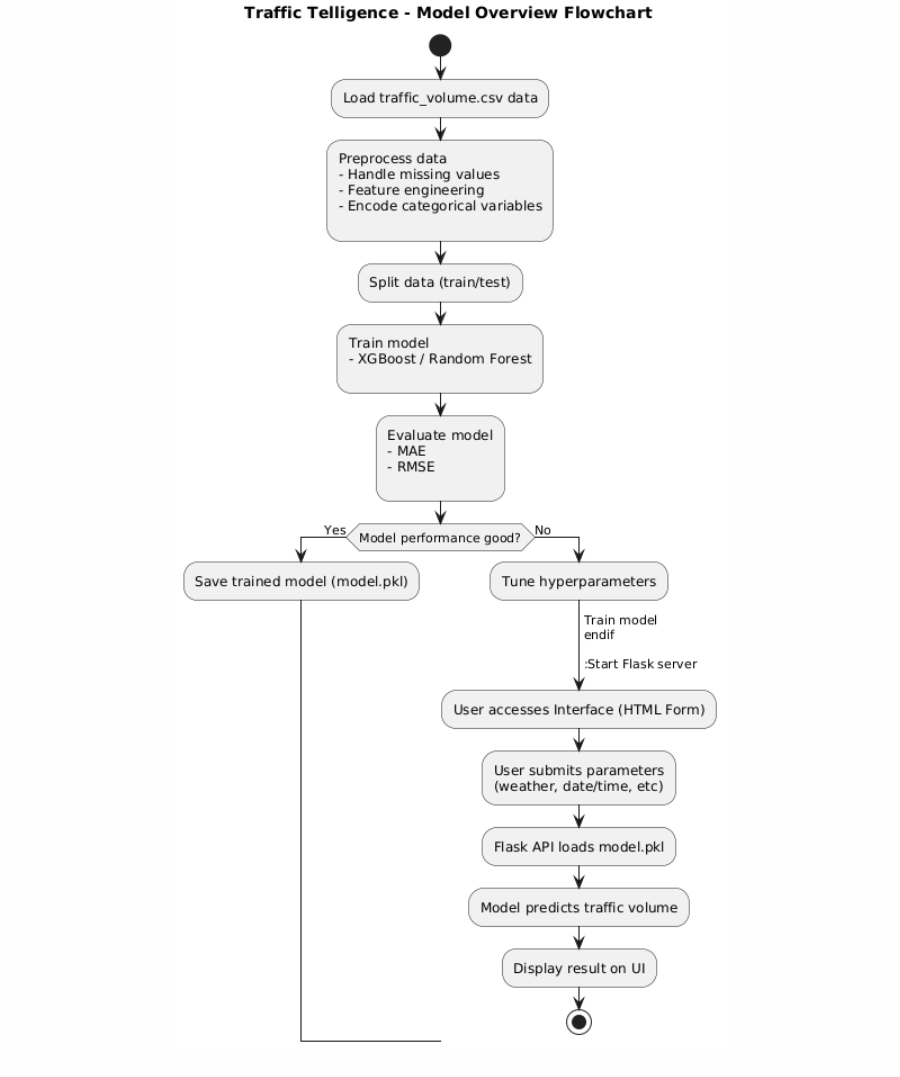 Traffic Telligence - Model Overview Flowchart
Load traffic_volume.csv data
Preprocess data
- Handle missing values
- Feature engineering
- Encode categorical variables
Split data (train/test)
Train model
- XGBoost / Random Forest
Evaluate model
- MAE
- RMSE
Model performance good?
Yes
No
Save trained model (model.pkl)
Tune hyperparameters
Train model
endif
:Start Flask server
User accesses Interface (HTML Form)
User submits parameters
(weather, date/time, etc)
Flask API loads model.pkl
Model predicts traffic volume
Display result on UI